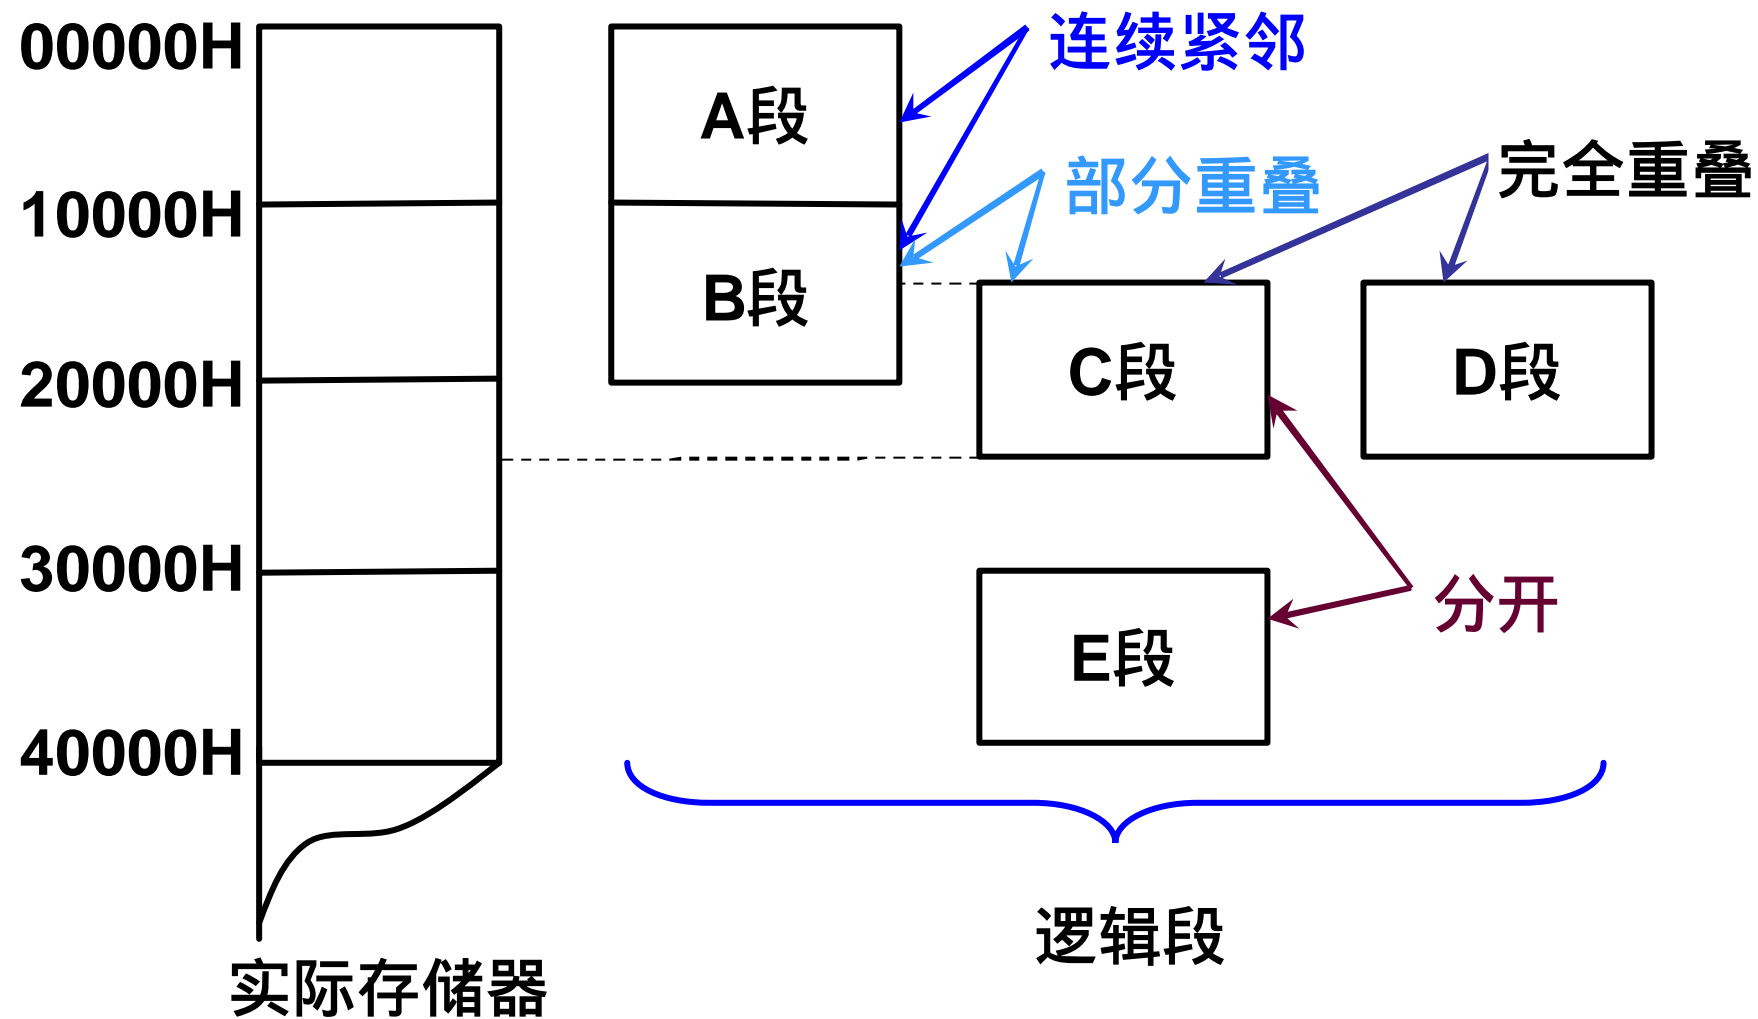 00000H
连续紧邻
A段
部分重叠
完全重叠
10000H
B段
20000H
C段
D段
30000H
分开
E段
40000H
逻辑段
实际存储器